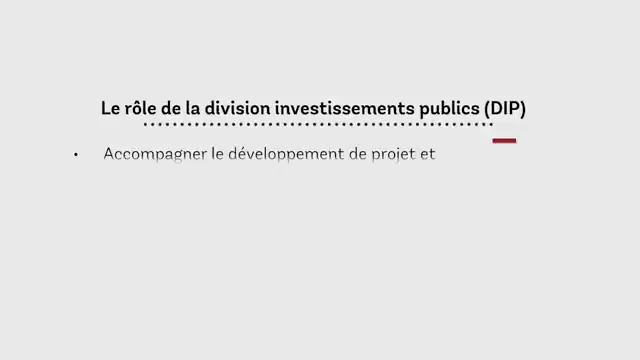 Le rôle de la division investissements publics (DIP)
• Accompagner le développement de projet et